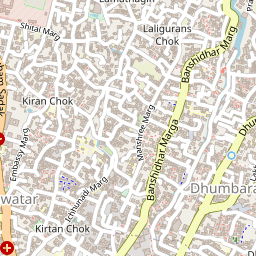 Laligurans
Chok
Shital Marg
Banshidhar Marg
Kiran Chok
Manshree Marg
Embassy Marg
Banshidhar Marga
Ichhunadi Marg
Dhumbara
watar
Kirtan Chok